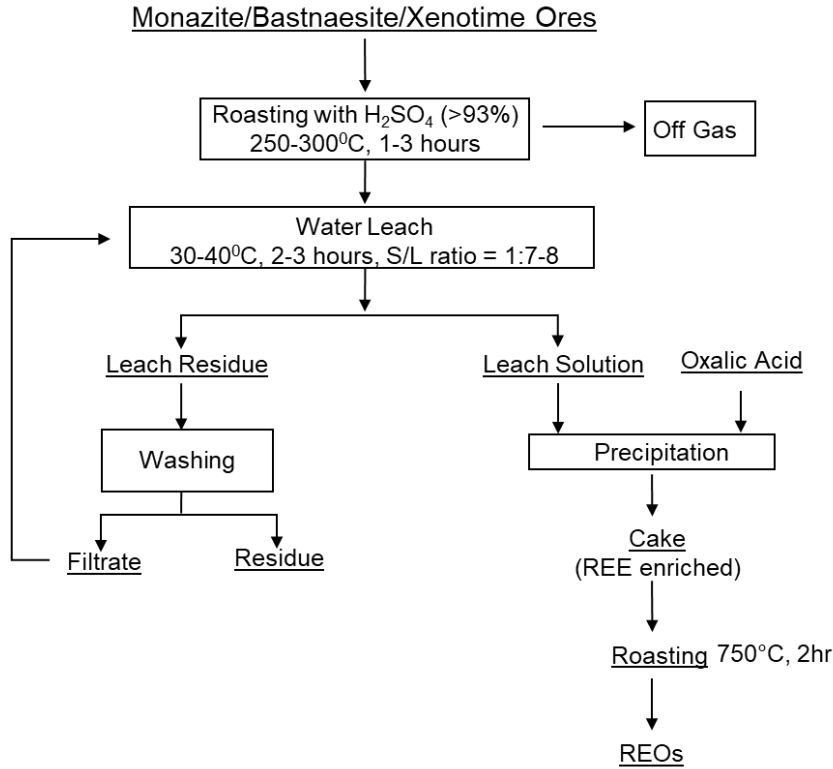 Monazite/Bastnaesite/Xenotime Ores
Roasting with H₂SO₄ (>93%)
250-300⁰C, 1-3 hours
Off Gas
Water Leach
30-40⁰C, 2-3 hours, S/L ratio = 1:7-8
Leach Residue
Leach Solution
Oxalic Acid
Washing
Precipitation
Filtrate
Residue
Cake
(REE enriched)
Roasting 750°C, 2hr
REOs